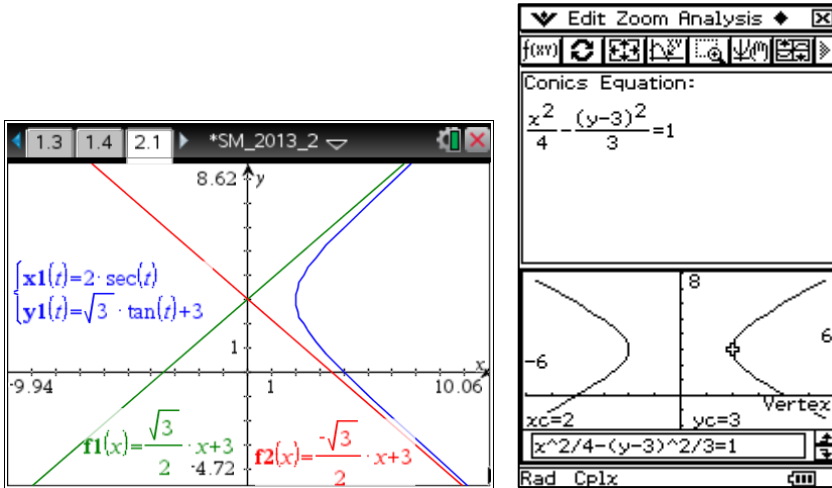 1.3 1.4 2.1 *SM_2013_2
8.62 y
x1(t)=2· sec(t)
y1(t)=√3 · tan(t)+3
1
x
-9.94 1 10.06
f1(x)=√3/2 · x+3
-4.72
f2(x)=-√3/2 · x+3
Edit Zoom Analysis
Conics Equation:
x²/4-(y-3)²/3=1
8
-6 6
Vertex
xc=2 yc=3
x^2/4-(y-3)^2/3=1
Rad Cplx